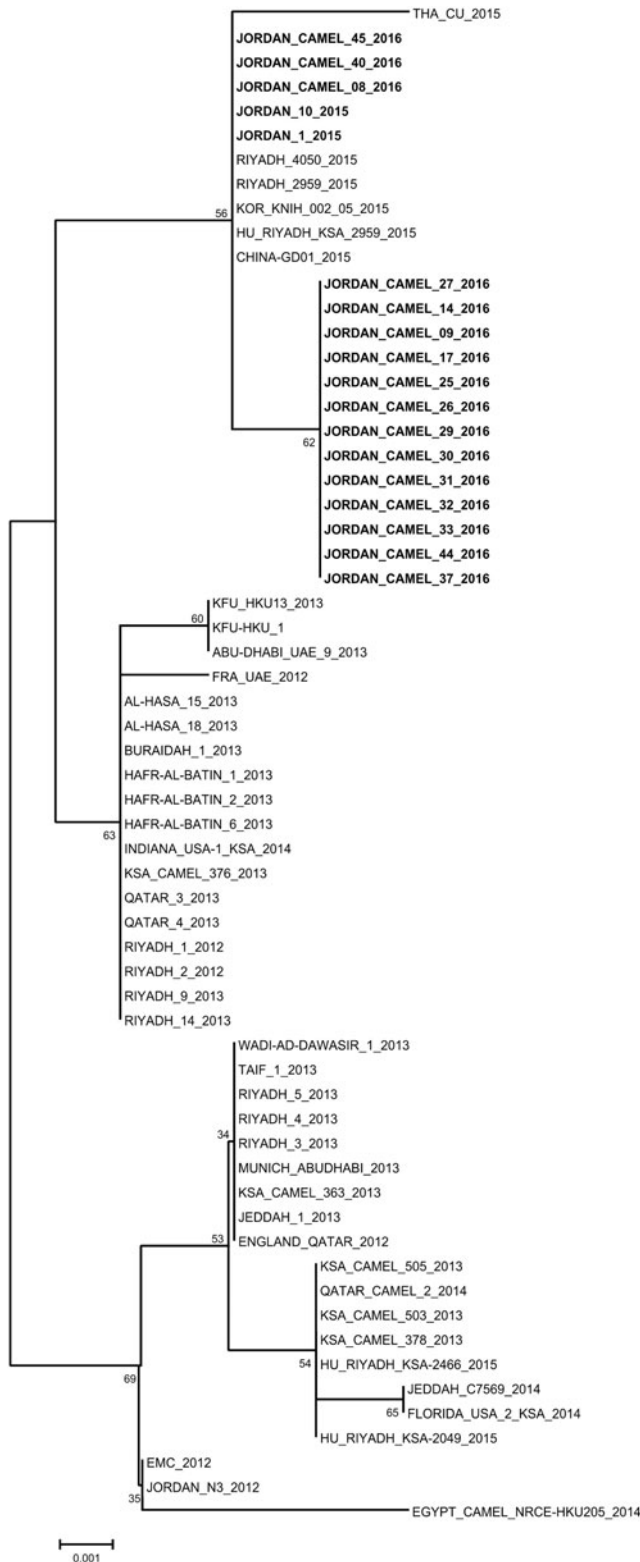 THA_CU_2015
JORDAN_CAMEL_45_2016
JORDAN_CAMEL_40_2016
JORDAN_CAMEL_08_2016
JORDAN_10_2015
JORDAN_1_2015
RIYADH_4050_2015
RIYADH_2959_2015
KOR_KNIH_002_05_2015
56
HU_RIYADH_KSA_2959_2015
CHINA-GD01_2015
JORDAN_CAMEL_27_2016
JORDAN_CAMEL_14_2016
JORDAN_CAMEL_09_2016
JORDAN_CAMEL_17_2016
JORDAN_CAMEL_25_2016
JORDAN_CAMEL_26_2016
JORDAN_CAMEL_29_2016
62
JORDAN_CAMEL_30_2016
JORDAN_CAMEL_31_2016
JORDAN_CAMEL_32_2016
JORDAN_CAMEL_33_2016
JORDAN_CAMEL_44_2016
JORDAN_CAMEL_37_2016
KFU_HKU13_2013
60
KFU-HKU_1
ABU-DHABI_UAE_9_2013
FRA_UAE_2012
AL-HASA_15_2013
AL-HASA_18_2013
BURAIDAH_1_2013
HAFR-AL-BATIN_1_2013
HAFR-AL-BATIN_2_2013
HAFR-AL-BATIN_6_2013
63
INDIANA_USA-1_KSA_2014
KSA_CAMEL_376_2013
QATAR_3_2013
QATAR_4_2013
RIYADH_1_2012
RIYADH_2_2012
RIYADH_9_2013
RIYADH_14_2013
WADI-AD-DAWASIR_1_2013
TAIF_1_2013
RIYADH_5_2013
RIYADH_4_2013
34
RIYADH_3_2013
MUNICH_ABUDHABI_2013
KSA_CAMEL_363_2013
JEDDAH_1_2013
53
ENGLAND_QATAR_2012
KSA_CAMEL_505_2013
QATAR_CAMEL_2_2014
KSA_CAMEL_503_2013
KSA_CAMEL_378_2013
54
HU_RIYADH_KSA-2466_2015
69
JEDDAH_C7569_2014
65
FLORIDA_USA_2_KSA_2014
HU_RIYADH_KSA-2049_2015
EMC_2012
JORDAN_N3_2012
35
EGYPT_CAMEL_NRCE-HKU205_2014
0.001